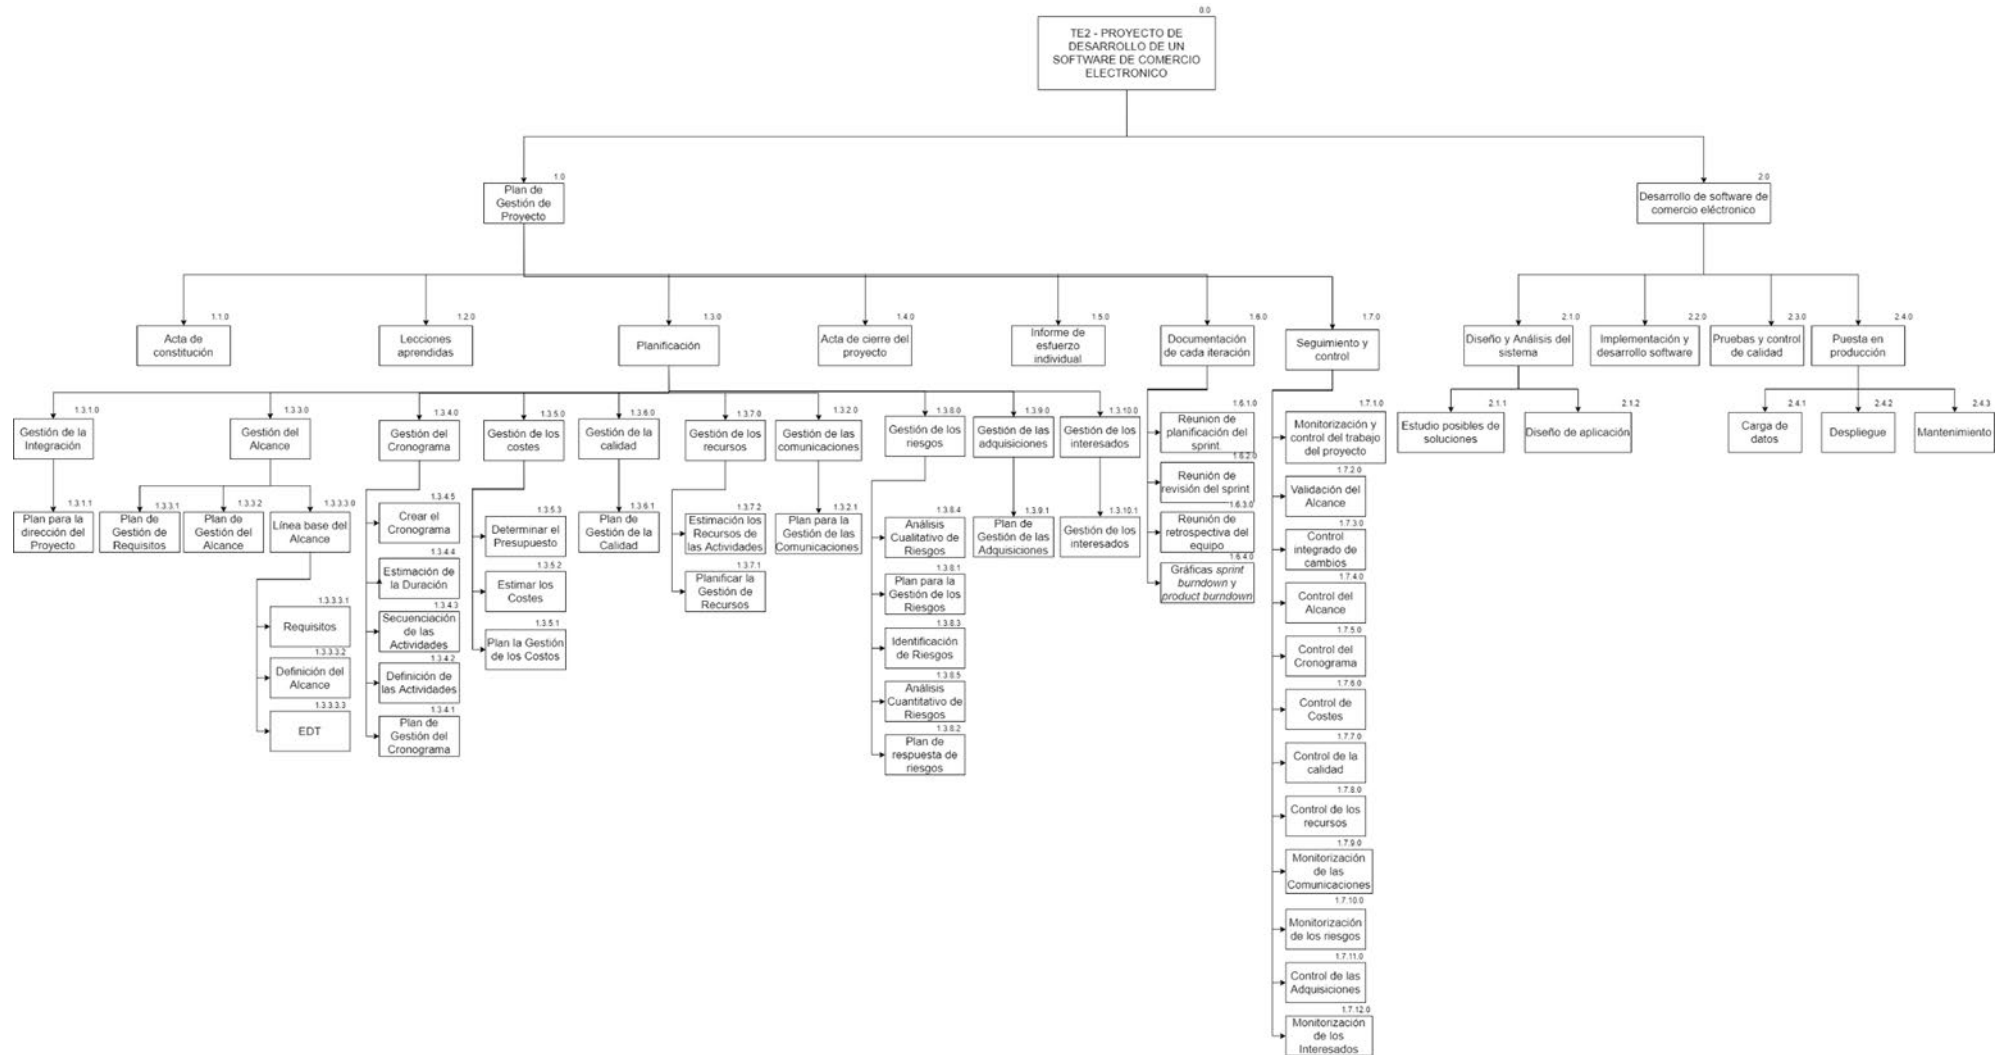 0.0
TE2 - PROYECTO DE
DESARROLLO DE UN
SOFTWARE DE COMERCIO
ELECTRONICO
1.0
Plan de
Gestión de
Proyecto
2.0
Desarrollo de software de
comercio eléctronico
1.1.0
Acta de
constitución
1.2.0
Lecciones
aprendidas
1.3.0
Planificación
1.4.0
Acta de cierre del
proyecto
1.5.0
Informe de
esfuerzo
individual
1.6.0
Documentación
de cada iteración
1.7.0
Seguimiento y
control
2.1.0
Diseño y Análisis del
sistema
2.2.0
Implementación y
desarrollo software
2.3.0
Pruebas y control
de calidad
2.4.0
Puesta en
producción
1.3.1.0
Gestión de la
Integración
1.3.3.0
Gestión del
Alcance
1.3.4.0
Gestión del
Cronograma
1.3.5.0
Gestión de los
costes
1.3.6.0
Gestión de la
calidad
1.3.7.0
Gestión de los
recursos
1.3.2.0
Gestión de las
comunicaciones
1.3.8.0
Gestión de los
riesgos
1.3.9.0
Gestión de las
adquisiciones
1.3.10.0
Gestión de los
interesados
1.3.1.1
Plan para la
dirección del
Proyecto
1.3.3.1
Plan de
Gestión de
Requisitos
1.3.3.2
Plan de
Gestión del
Alcance
1.3.3.3.0
Línea base del
Alcance
1.3.3.3.1
Requisitos
1.3.3.3.2
Definición del
Alcance
1.3.3.3.3
EDT
1.3.4.5
Crear el
Cronograma
1.3.4.4
Estimación de
la Duración
1.3.4.3
Secuenciación
de las
Actividades
1.3.4.2
Definición de
las Actividades
1.3.4.1
Plan de
Gestión del
Cronograma
1.3.5.3
Determinar el
Presupuesto
1.3.5.2
Estimar los
Costes
1.3.5.1
Plan la Gestión
de los Costos
1.3.6.1
Plan de
Gestión de la
Calidad
1.3.7.2
Estimación los
Recursos de
las Actividades
1.3.7.1
Planificar la
Gestión de
Recursos
1.3.2.1
Plan para la
Gestión de las
Comunicaciones
1.3.8.4
Análisis
Cualitativo de
Riesgos
1.3.8.1
Plan para la
Gestión de los
Riesgos
1.3.8.3
Identificación
de Riesgos
1.3.8.5
Análisis
Cuantitativo de
Riesgos
1.3.8.2
Plan de
respuesta de
riesgos
1.3.9.1
Plan de
Gestión de las
Adquisiciones
1.3.10.1
Gestión de los
interesados
1.6.1.0
Reunión de
planificación del
sprint.
1.6.2.0
Reunión de
revisión del sprint
1.6.3.0
Reunión de
retrospectiva del
equipo
1.6.4.0
Gráficas sprint
burndown y
product burndown
1.7.1.0
Monitorización y
control del trabajo
del proyecto
1.7.2.0
Validación del
Alcance
1.7.3.0
Control
integrado de
cambios
1.7.4.0
Control del
Alcance
1.7.5.0
Control del
Cronograma
1.7.6.0
Control de
Costes
1.7.7.0
Control de la
calidad
1.7.8.0
Control de los
recursos
1.7.9.0
Monitorización
de las
Comunicaciones
1.7.10.0
Monitorización
de los riesgos
1.7.11.0
Control de las
Adquisiciones
1.7.12.0
Monitorización
de los
Interesados
2.1.1
Estudio posibles de
soluciones
2.1.2
Diseño de aplicación
2.4.1
Carga de
datos
2.4.2
Despliegue
2.4.3
Mantenimiento